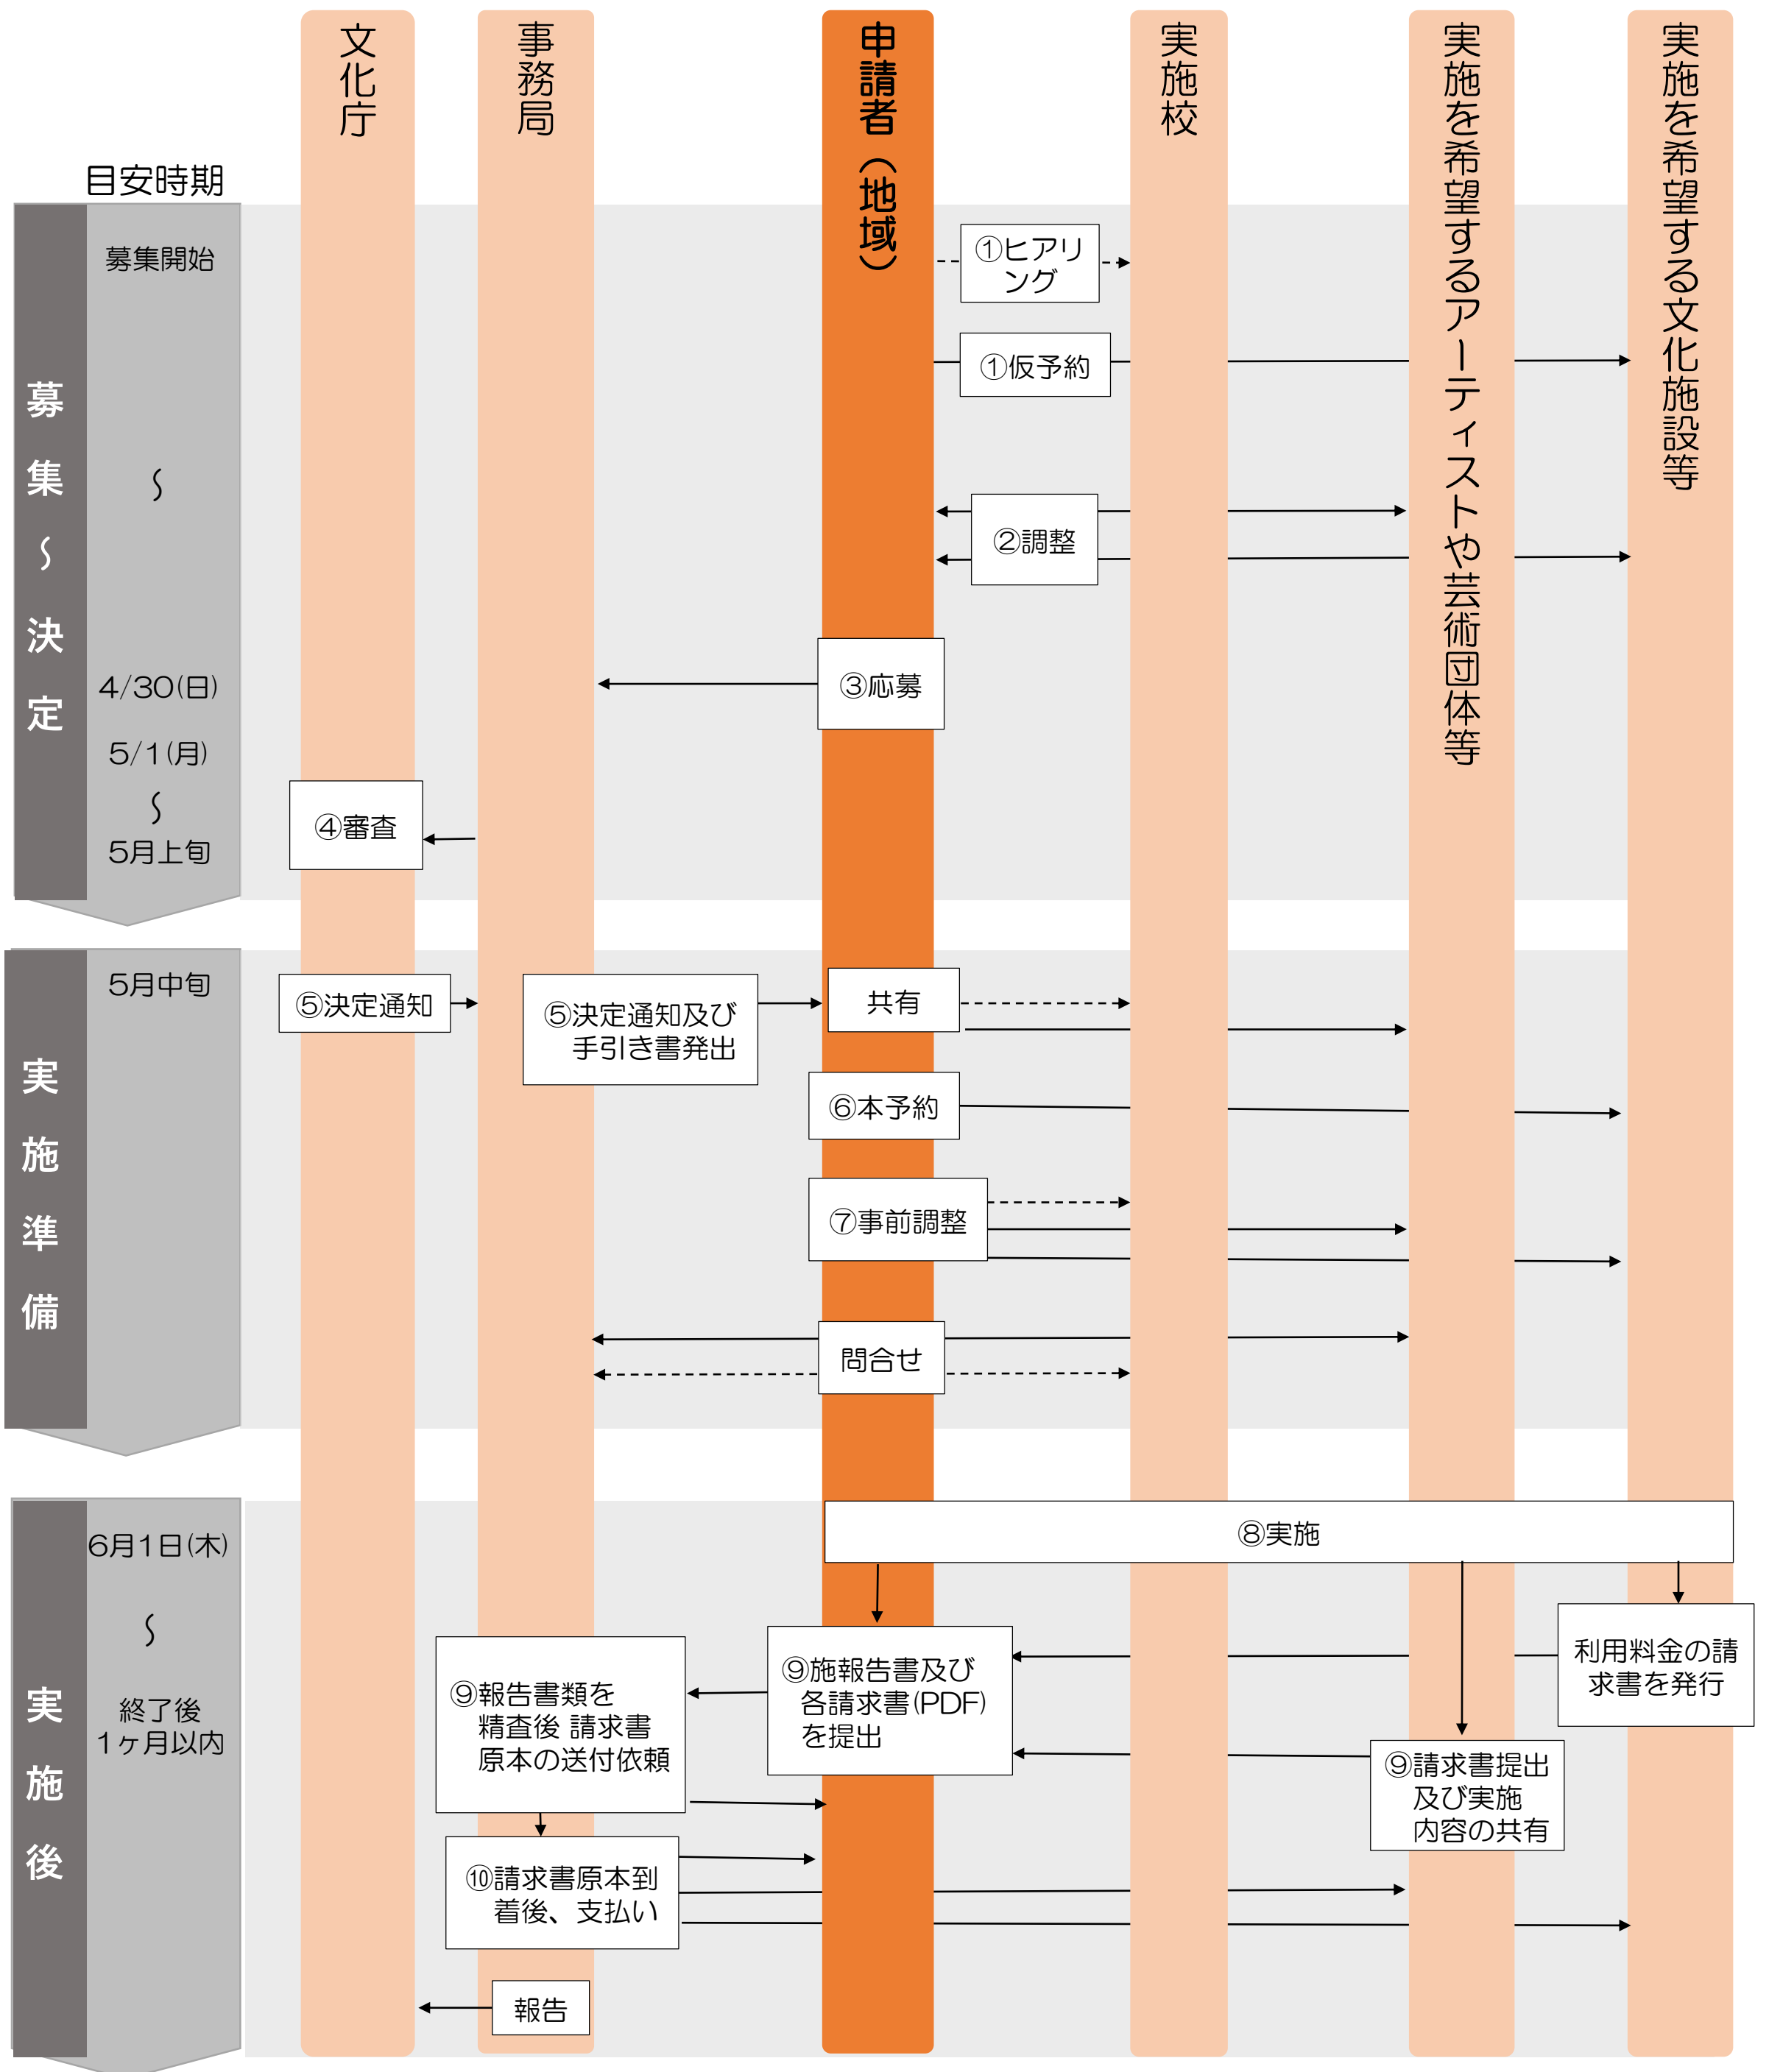 文化庁
事務局
申請者（地域）
実施校
実施を希望するアーティストや芸術団体等
実施を希望する文化施設等
目安時期
募集～決定
募集開始
～
4/30(日)
5/1(月)
～
5月上旬
①ヒアリ
ング
①仮予約
②調整
③応募
④審査
実施準備
5月中旬
⑤決定通知
⑤決定通知及び
手引き書発出
共有
⑥本予約
⑦事前調整
問合せ
実施後
6月1日(木)
～
終了後
1ヶ月以内
⑧実施
利用料金の請
求書を発行
⑨施報告書及び
各請求書(PDF)
を提出
⑨報告書類を
精査後 請求書
原本の送付依頼
⑨請求書提出
及び実施
内容の共有
⑩請求書原本到
着後、支払い
報告